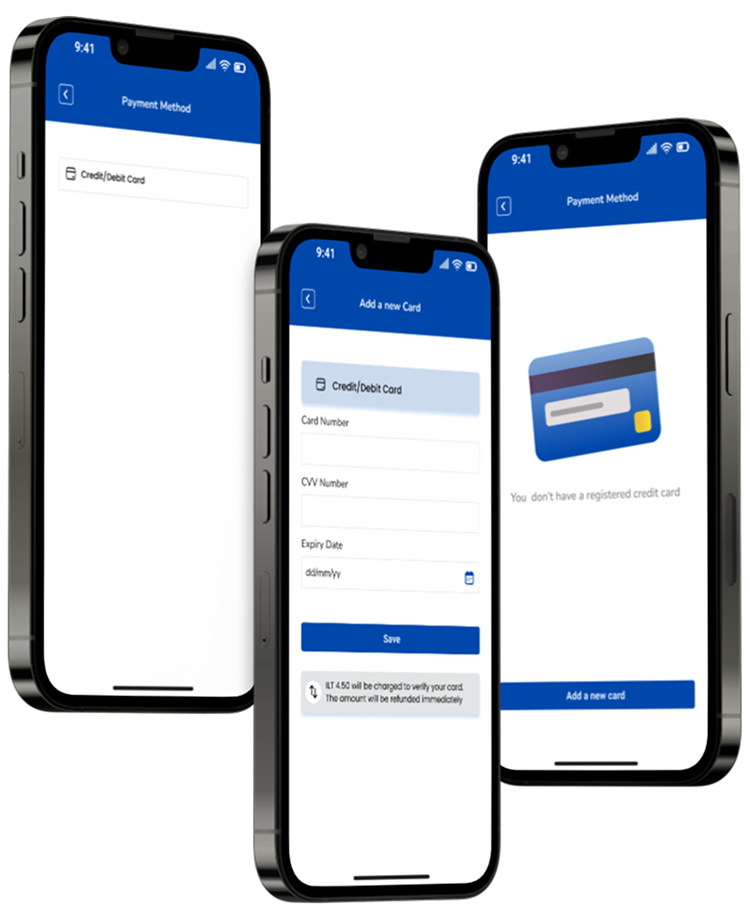 9:41
Payment Method
Credit/Debit Card
9:41
Add a new Card
Credit/Debit Card
Card Number
CVV Number
Expiry Date
dd/mm/yy
Save
ILT 4.50 will be charged to verify your card.
The amount will be refunded immediately
9:41
Payment Method
You don't have a registered credit card
Add a new card